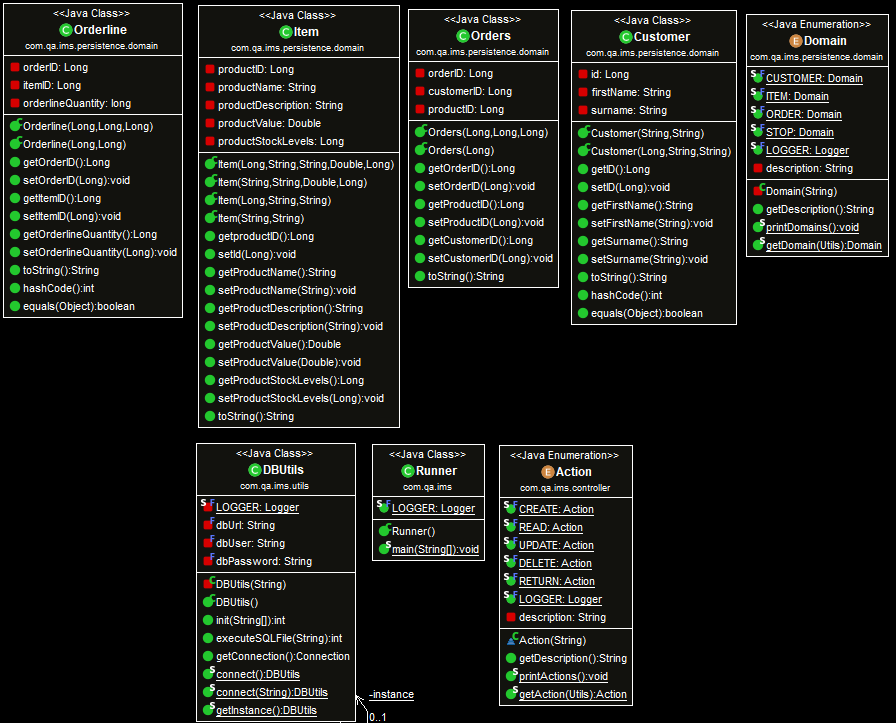 <<Java Class>>
Orderline
com.qa.ims.persistence.domain
orderID: Long
itemID: Long
orderlineQuantity: long
Orderline(Long,Long,Long)
Orderline(Long,Long)
getOrderID():Long
setOrderID(Long):void
getItemID():Long
setItemID(Long):void
getOrderlineQuantity():Long
setOrderlineQuantity(Long):void
toString():String
hashCode():int
equals(Object):boolean
<<Java Class>>
Item
com.qa.ims.persistence.domain
productID: Long
productName: String
productDescription: String
productValue: Double
productStockLevels: Long
Item(Long,String,String,Double,Long)
Item(String,String,Double,Long)
Item(Long,String,String)
Item(String,String)
getproductID():Long
setId(Long):void
getProductName():String
setProductName(String):void
getProductDescription():String
setProductDescription(String):void
getProductValue():Double
setProductValue(Double):void
getProductStockLevels():Long
setProductStockLevels(Long):void
toString():String
<<Java Class>>
Orders
com.qa.ims.persistence.domain
orderID: Long
customerID: Long
productID: Long
Orders(Long,Long,Long)
Orders(Long)
getOrderID():Long
setOrderID(Long):void
getProductID():Long
setProductID(Long):void
getCustomerID():Long
setCustomerID(Long):void
toString():String
<<Java Class>>
Customer
com.qa.ims.persistence.domain
id: Long
firstName: String
surname: String
Customer(String,String)
Customer(Long,String,String)
getID():Long
setID(Long):void
getFirstName():String
setFirstName(String):void
getSurname():String
setSurname(String):void
toString():String
hashCode():int
equals(Object):boolean
<<Java Enumeration>>
Domain
com.qa.ims.persistence.domain
CUSTOMER: Domain
ITEM: Domain
ORDER: Domain
STOP: Domain
LOGGER: Logger
description: String
Domain(String)
getDescription():String
printDomains():void
getDomain(Utils):Domain
<<Java Class>>
DBUtils
com.qa.ims.utils
LOGGER: Logger
dbUrl: String
dbUser: String
dbPassword: String
DBUtils(String)
DBUtils()
init(String[]):int
executeSQLFile(String):int
getConnection():Connection
connect():DBUtils
connect(String):DBUtils
getInstance():DBUtils
-instance
0..1
<<Java Class>>
Runner
com.qa.ims
LOGGER: Logger
Runner()
main(String[]):void
<<Java Enumeration>>
Action
com.qa.ims.controller
CREATE: Action
READ: Action
UPDATE: Action
DELETE: Action
RETURN: Action
LOGGER: Logger
description: String
Action(String)
getDescription():String
printActions():void
getAction(Utils):Action